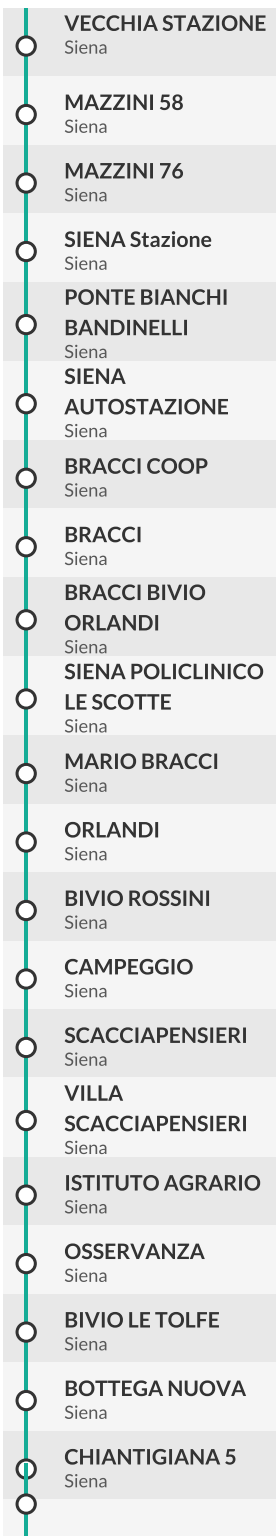 VECCHIA STAZIONE
Siena
MAZZINI 58
Siena
MAZZINI 76
Siena
SIENA Stazione
Siena
PONTE BIANCHI
BANDINELLI
Siena
SIENA
AUTOSTAZIONE
Siena
BRACCI COOP
Siena
BRACCI
Siena
BRACCI BIVIO
ORLANDI
Siena
SIENA POLICLINICO
LE SCOTTE
Siena
MARIO BRACCI
Siena
ORLANDI
Siena
BIVIO ROSSINI
Siena
CAMPEGGIO
Siena
SCACCIAPENSIERI
Siena
VILLA
SCACCIAPENSIERI
Siena
ISTITUTO AGRARIO
Siena
OSSERVANZA
Siena
BIVIO LE TOLFE
Siena
BOTTEGA NUOVA
Siena
CHIANTIGIANA 5
Siena